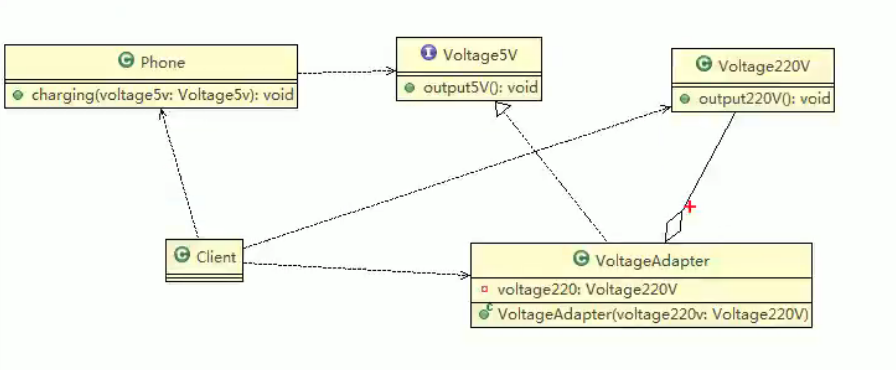 Phone
charging(voltage5v: Voltage5v): void
I
Voltage5V
output5V(): void
C
Voltage220V
output220V(): void
C
Client
C
VoltageAdapter
voltage220: Voltage220V
C
VoltageAdapter(voltage220v: Voltage220V)